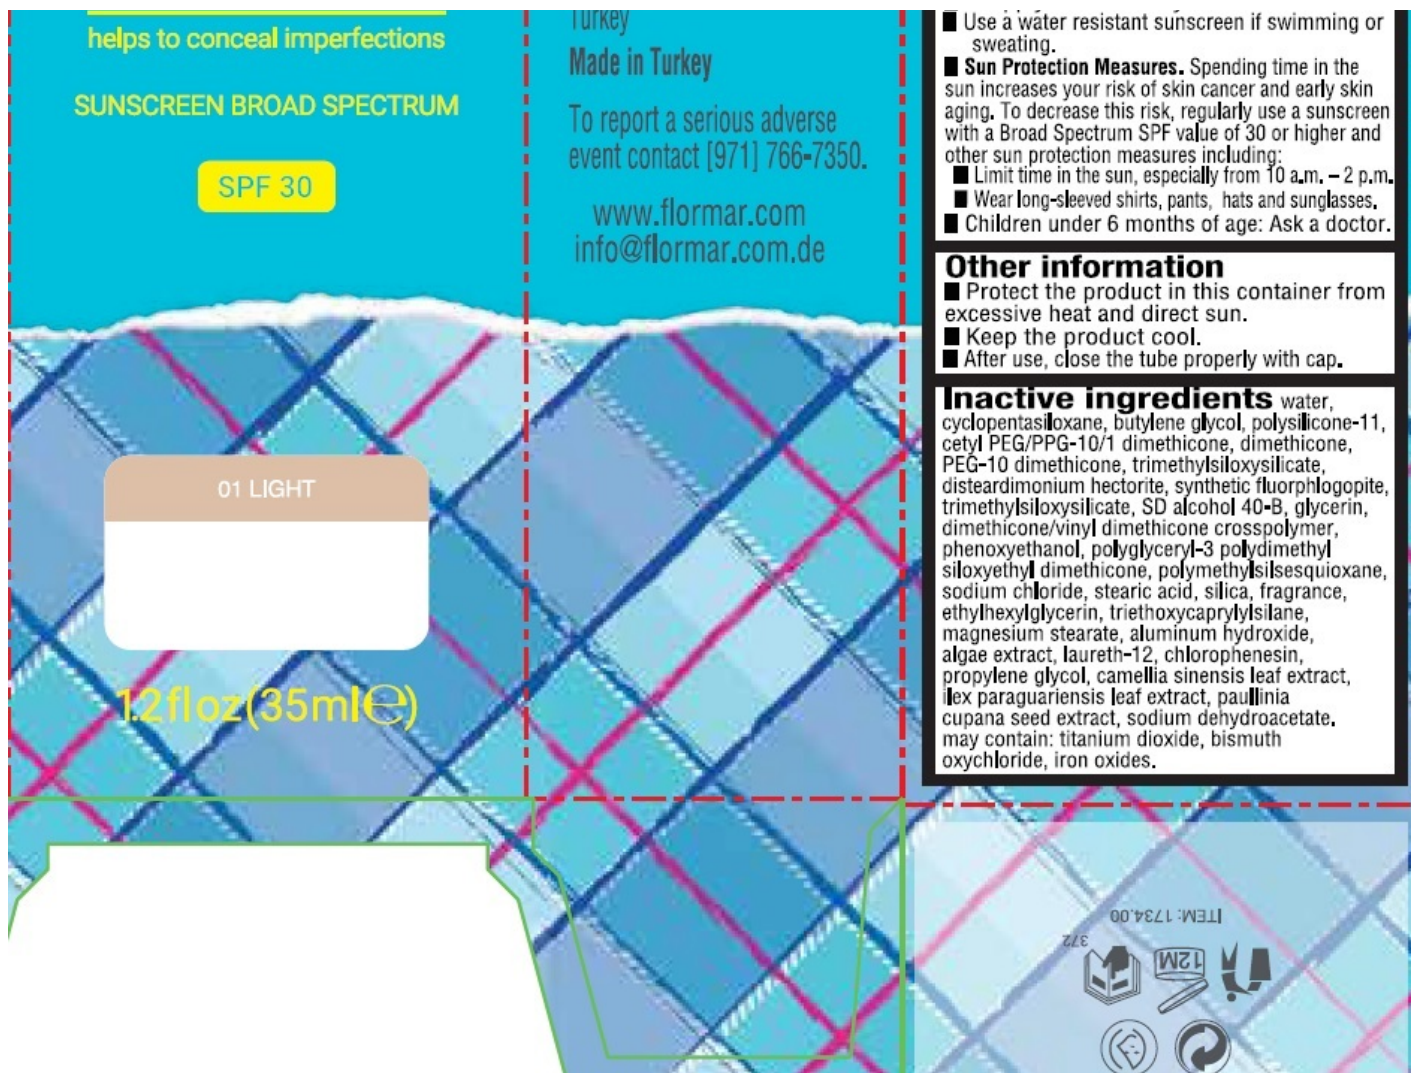 helps to conceal imperfections
SUNSCREEN BROAD SPECTRUM
SPF 30
01 LIGHT
1.2floz(35ml℮)
Turkey
Made in Turkey
To report a serious adverse
event contact [971] 766-7350.
www.flormar.com
info@flormar.com.de
■ Use a water resistant sunscreen if swimming or
sweating.
■ Sun Protection Measures. Spending time in the
sun increases your risk of skin cancer and early skin
aging. To decrease this risk, regularly use a sunscreen
with a Broad Spectrum SPF value of 30 or higher and
other sun protection measures including:
■ Limit time in the sun, especially from 10 a.m. – 2 p.m.
■ Wear long-sleeved shirts, pants, hats and sunglasses.
■ Children under 6 months of age: Ask a doctor.
Other information
■ Protect the product in this container from
excessive heat and direct sun.
■ Keep the product cool.
■ After use, close the tube properly with cap.
Inactive ingredients water,
cyclopentasiloxane, butylene glycol, polysilicone-11,
cetyl PEG/PPG-10/1 dimethicone, dimethicone,
PEG-10 dimethicone, trimethylsiloxysilicate,
disteardimonium hectorite, synthetic fluorphlogopite,
trimethylsiloxysilicate, SD alcohol 40-B, glycerin,
dimethicone/vinyl dimethicone crosspolymer,
phenoxyethanol, polyglyceryl-3 polydimethyl
siloxyethyl dimethicone, polymethylsilsesquioxane,
sodium chloride, stearic acid, silica, fragrance,
ethylhexylglycerin, triethoxycaprylylsilane,
magnesium stearate, aluminum hydroxide,
algae extract, laureth-12, chlorophenesin,
propylene glycol, camellia sinensis leaf extract,
ilex paraguariensis leaf extract, paullinia
cupana seed extract, sodium dehydroacetate.
may contain: titanium dioxide, bismuth
oxychloride, iron oxides.
ITEM: 1734.00
372
12M